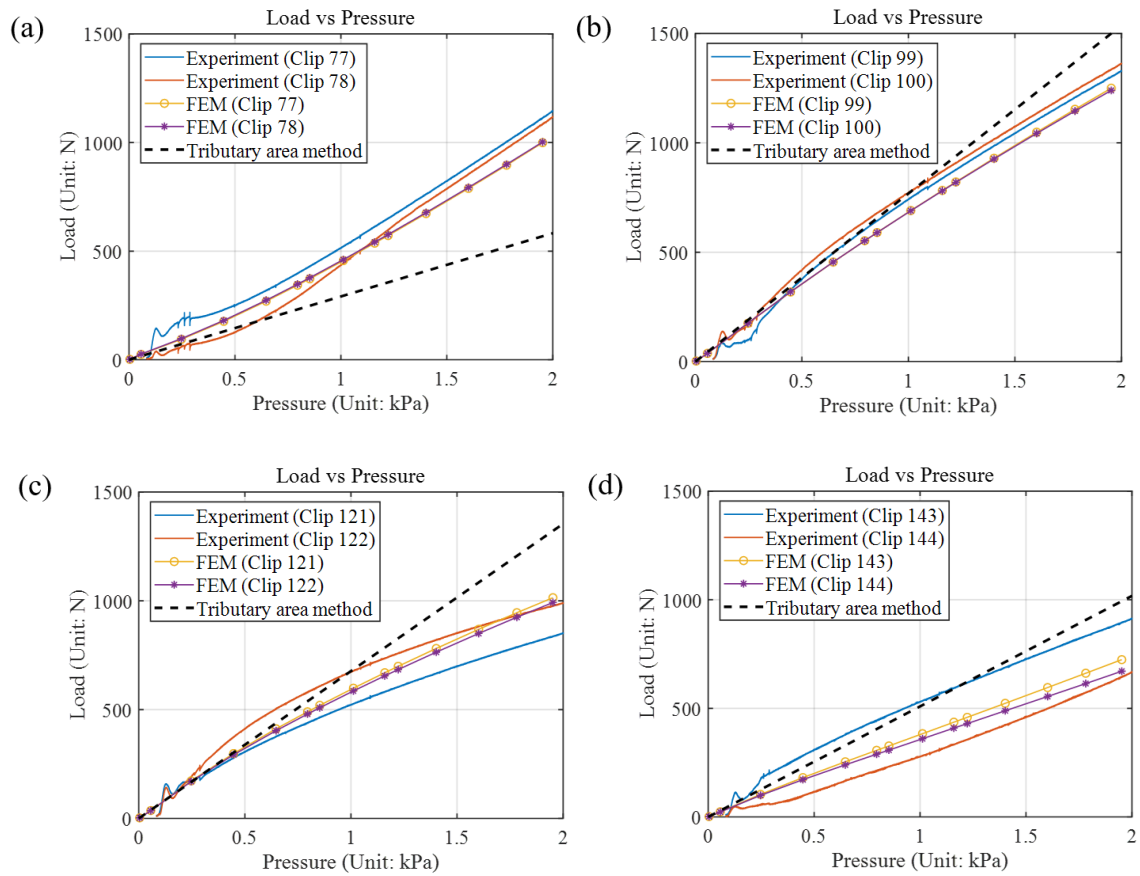 (a)
Load vs Pressure
1500
1000
500
0
Load (Unit: N)
Experiment (Clip 77)
Experiment (Clip 78)
FEM (Clip 77)
FEM (Clip 78)
Tributary area method
0 0.5 1 1.5 2
Pressure (Unit: kPa)
(b)
Load vs Pressure
1500
1000
500
0
Load (Unit: N)
Experiment (Clip 99)
Experiment (Clip 100)
FEM (Clip 99)
FEM (Clip 100)
Tributary area method
0 0.5 1 1.5 2
Pressure (Unit: kPa)
(c)
Load vs Pressure
1500
1000
500
0
Load (Unit: N)
Experiment (Clip 121)
Experiment (Clip 122)
FEM (Clip 121)
FEM (Clip 122)
Tributary area method
0 0.5 1 1.5 2
Pressure (Unit: kPa)
(d)
Load vs Pressure
1500
1000
500
0
Load (Unit: N)
Experiment (Clip 143)
Experiment (Clip 144)
FEM (Clip 143)
FEM (Clip 144)
Tributary area method
0 0.5 1 1.5 2
Pressure (Unit: kPa)